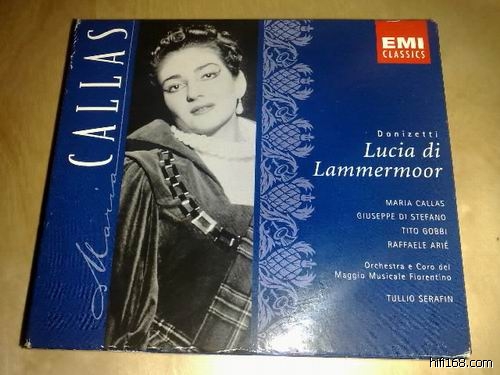 Maria
CALLAS
EMI
CLASSICS
Donizetti
Lucia di
Lammermoor
MARIA CALLAS
GIUSEPPE DI STEFANO
TITO GOBBI
RAFFAELE ARIÉ
Orchestra e Coro del
Maggio Musicale Fiorentino
TULLIO SERAFIN
hifi168.com